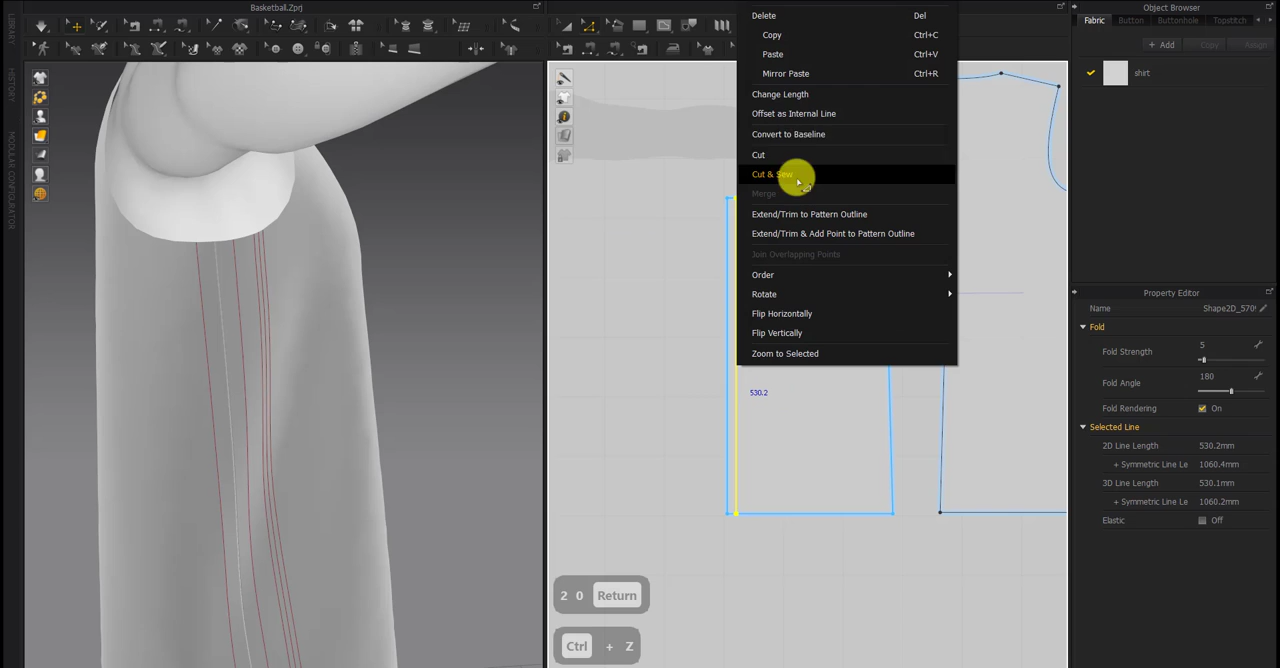 Basketball.Zprj
LIBRARY
HISTORY
MODULAR CONFIGURATOR
Delete Del
Copy Ctrl+C
Paste Ctrl+V
Mirror Paste Ctrl+R
Change Length
Offset as Internal Line
Convert to Baseline
Cut
Cut & Sew
Merge
Extend/Trim to Pattern Outline
Extend/Trim & Add Point to Pattern Outline
Join Overlapping Points
Order
Rotate
Flip Horizontally
Flip Vertically
Zoom to Selected
530.2
2 0 Return
Ctrl + Z
Object Browser
Fabric Button Buttonhole Topstitch
+ Add Copy Assign
shirt
Property Editor
Name Shape2D_570
Fold
Fold Strength 5
Fold Angle 180
Fold Rendering On
Selected Line
2D Line Length 530.2mm
+ Symmetric Line Le 1060.4mm
3D Line Length 530.1mm
+ Symmetric Line Le 1060.2mm
Elastic Off